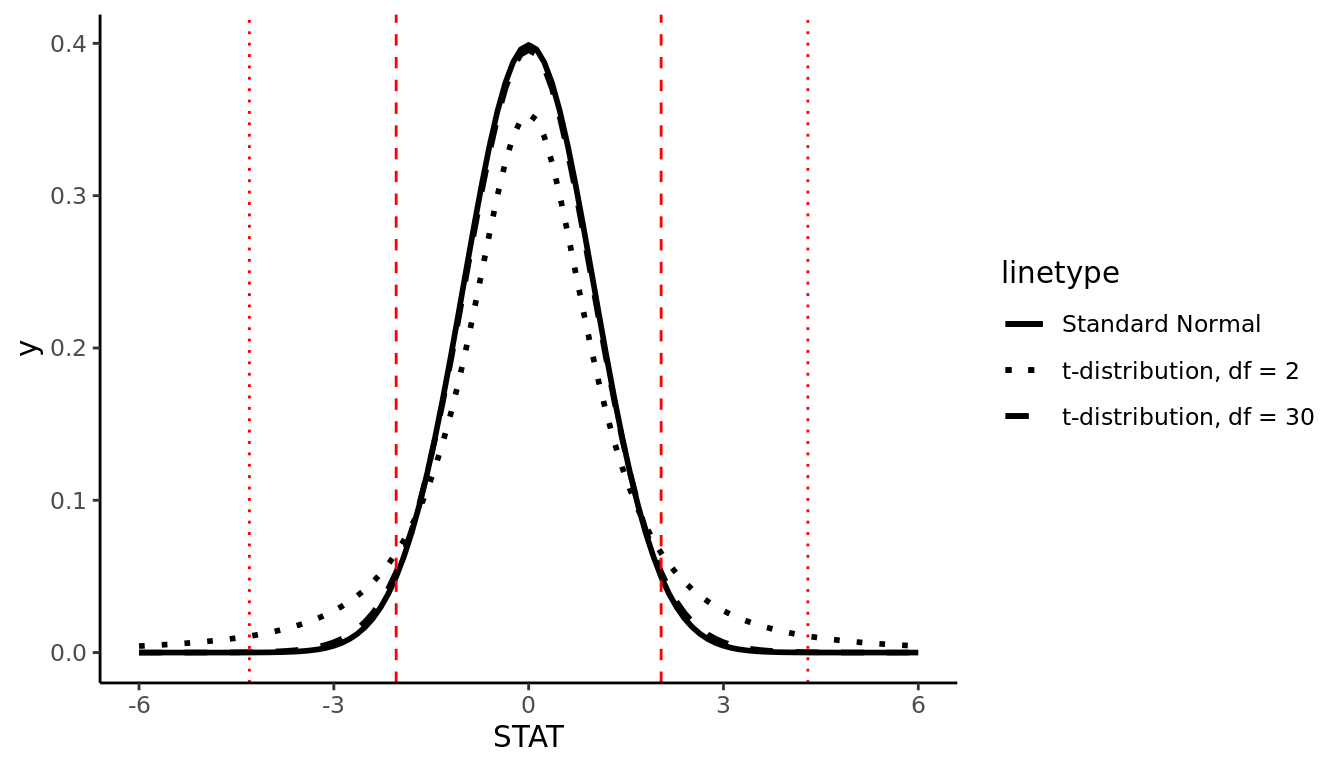 0.4
0.3
0.2
0.1
0.0
y
-6
-3
0
3
6
STAT
linetype
Standard Normal
t-distribution, df = 2
t-distribution, df = 30